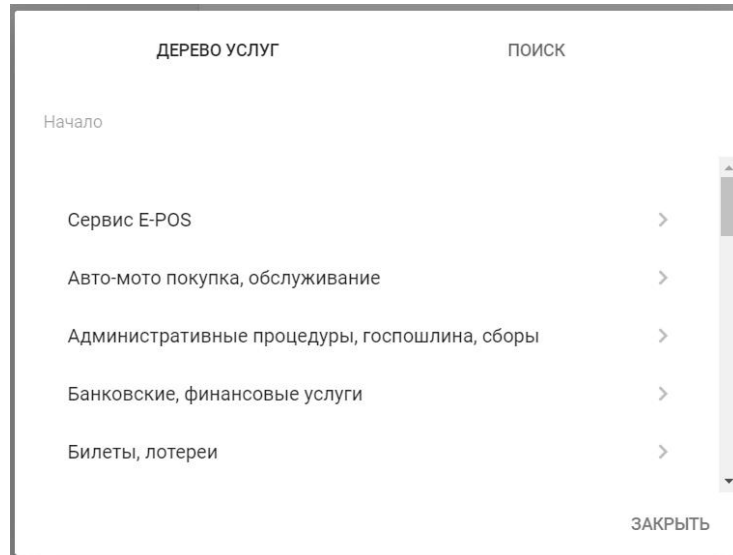 ДЕРЕВО УСЛУГ ПОИСК
Начало
Сервис E-POS
Авто-мото покупка, обслуживание
Административные процедуры, госпошлина, сборы
Банковские, финансовые услуги
Билеты, лотереи
ЗАКРЫТЬ